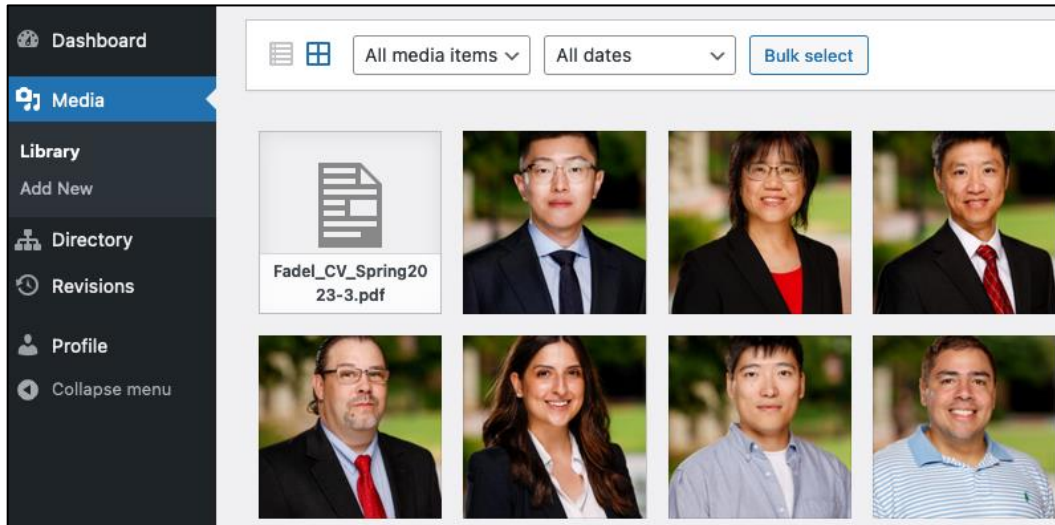 Dashboard
Media
Library
Add New
Directory
Revisions
Profile
Collapse menu
All media items
All dates
Bulk select
Fadel_CV_Spring20
23-3.pdf